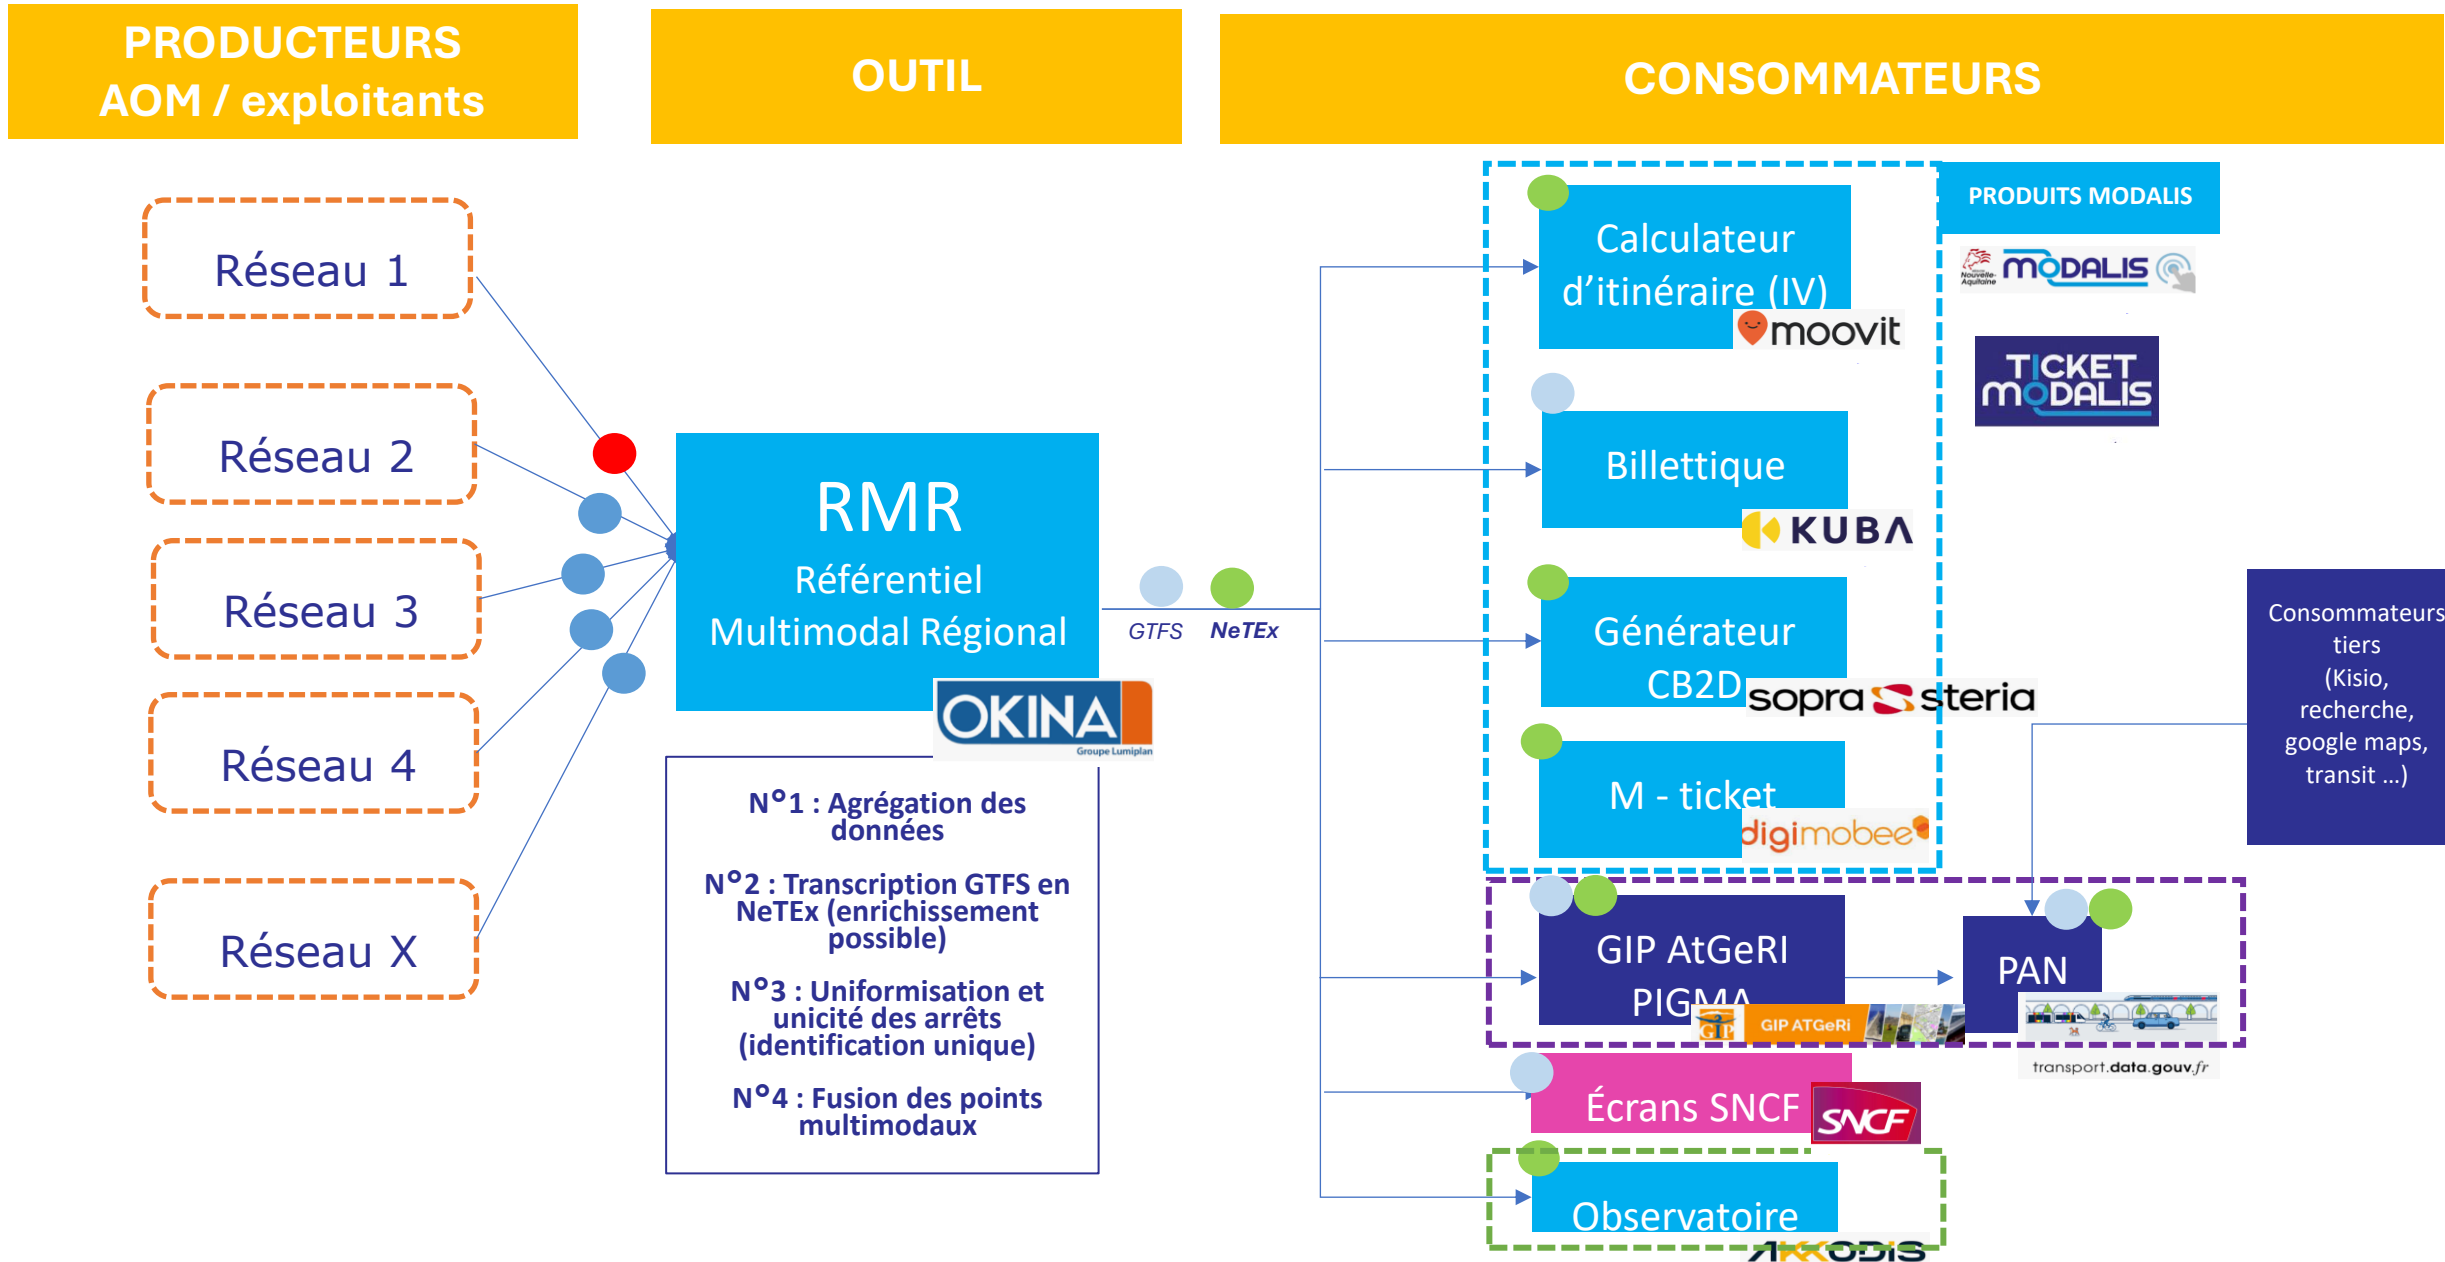 PRODUCTEURS
AOM / exploitants
OUTIL
CONSOMMATEURS
Réseau 1
Réseau 2
Réseau 3
Réseau 4
Réseau X
RMR
Référentiel
Multimodal Régional
OKINA
Groupe Lumiplan
N°1 : Agrégation des
données
N°2 : Transcription GTFS en
NeTEx (enrichissement
possible)
N°3 : Uniformisation et
unicité des arrêts
(identification unique)
N°4 : Fusion des points
multimodaux
GTFS
NeTEx
Calculateur
d'itinéraire (IV)
moovit
Billettique
KUBA
Générateur
CB2D
sopra steria
M - ticket
digimobee
PRODUITS MODALIS
Nouvelle-
Aquitaine
MODALIS
TICKET
MODALIS
Consommateurs
tiers
(Kisio,
recherche,
google maps,
transit ...)
GIP AtGeRI
PIGMA
GIP
GIP ATGeRi
PAN
transport.data.gouv.fr
Écrans SNCF
SNCF
Observatoire
AKKODIS